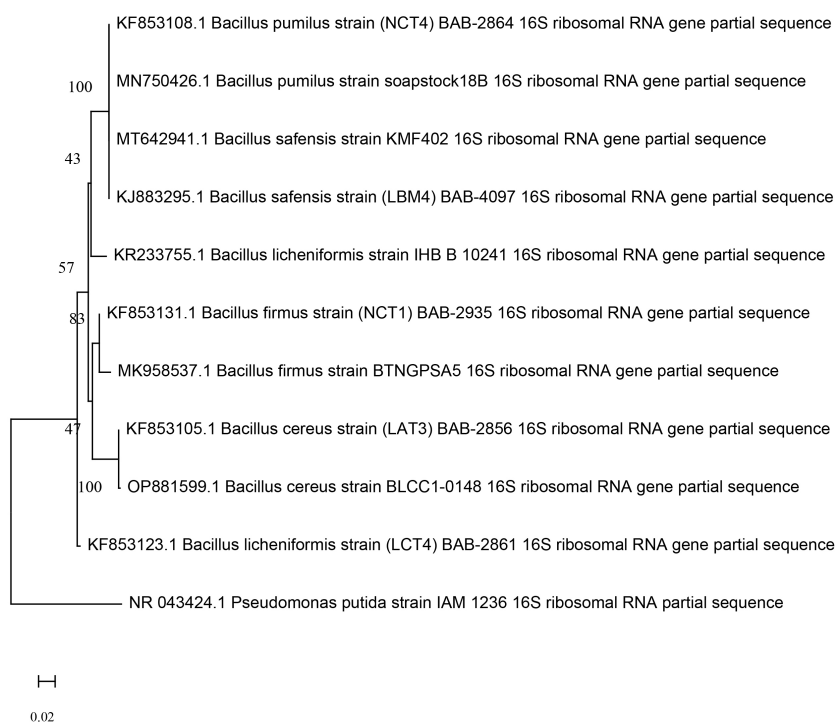 KF853108.1 Bacillus pumilus strain (NCT4) BAB-2864 16S ribosomal RNA gene partial sequence
MN750426.1 Bacillus pumilus strain soapstock18B 16S ribosomal RNA gene partial sequence
100
MT642941.1 Bacillus safensis strain KMF402 16S ribosomal RNA gene partial sequence
43
KJ883295.1 Bacillus safensis strain (LBM4) BAB-4097 16S ribosomal RNA gene partial sequence
KR233755.1 Bacillus licheniformis strain IHB B 10241 16S ribosomal RNA gene partial sequence
57
KF853131.1 Bacillus firmus strain (NCT1) BAB-2935 16S ribosomal RNA gene partial sequence
83
MK958537.1 Bacillus firmus strain BTNGPSA5 16S ribosomal RNA gene partial sequence
47
KF853105.1 Bacillus cereus strain (LAT3) BAB-2856 16S ribosomal RNA gene partial sequence
100
OP881599.1 Bacillus cereus strain BLCC1-0148 16S ribosomal RNA gene partial sequence
KF853123.1 Bacillus licheniformis strain (LCT4) BAB-2861 16S ribosomal RNA gene partial sequence
NR 043424.1 Pseudomonas putida strain IAM 1236 16S ribosomal RNA partial sequence
0.02